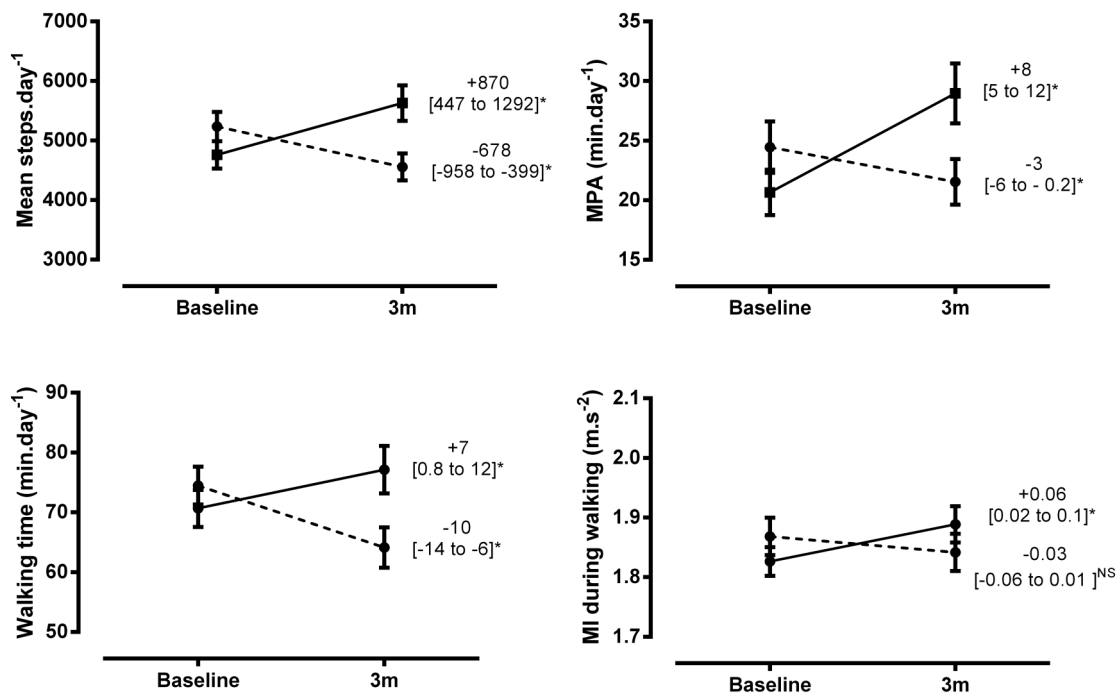 Mean steps.day⁻¹
7000
6000
5000
4000
3000
+870
[447 to 1292]*
-678
[-958 to -399]*
Baseline 3m
MPA (min.day⁻¹)
35
30
25
20
15
+8
[5 to 12]*
-3
[-6 to - 0.2]*
Baseline 3m
Walking time (min.day⁻¹)
90
80
70
60
50
+7
[0.8 to 12]*
-10
[-14 to -6]*
Baseline 3m
MI during walking (m.s⁻²)
2.1
2.0
1.9
1.8
1.7
+0.06
[0.02 to 0.1]*
-0.03
[-0.06 to 0.01 ]ᴺˢ
Baseline 3m